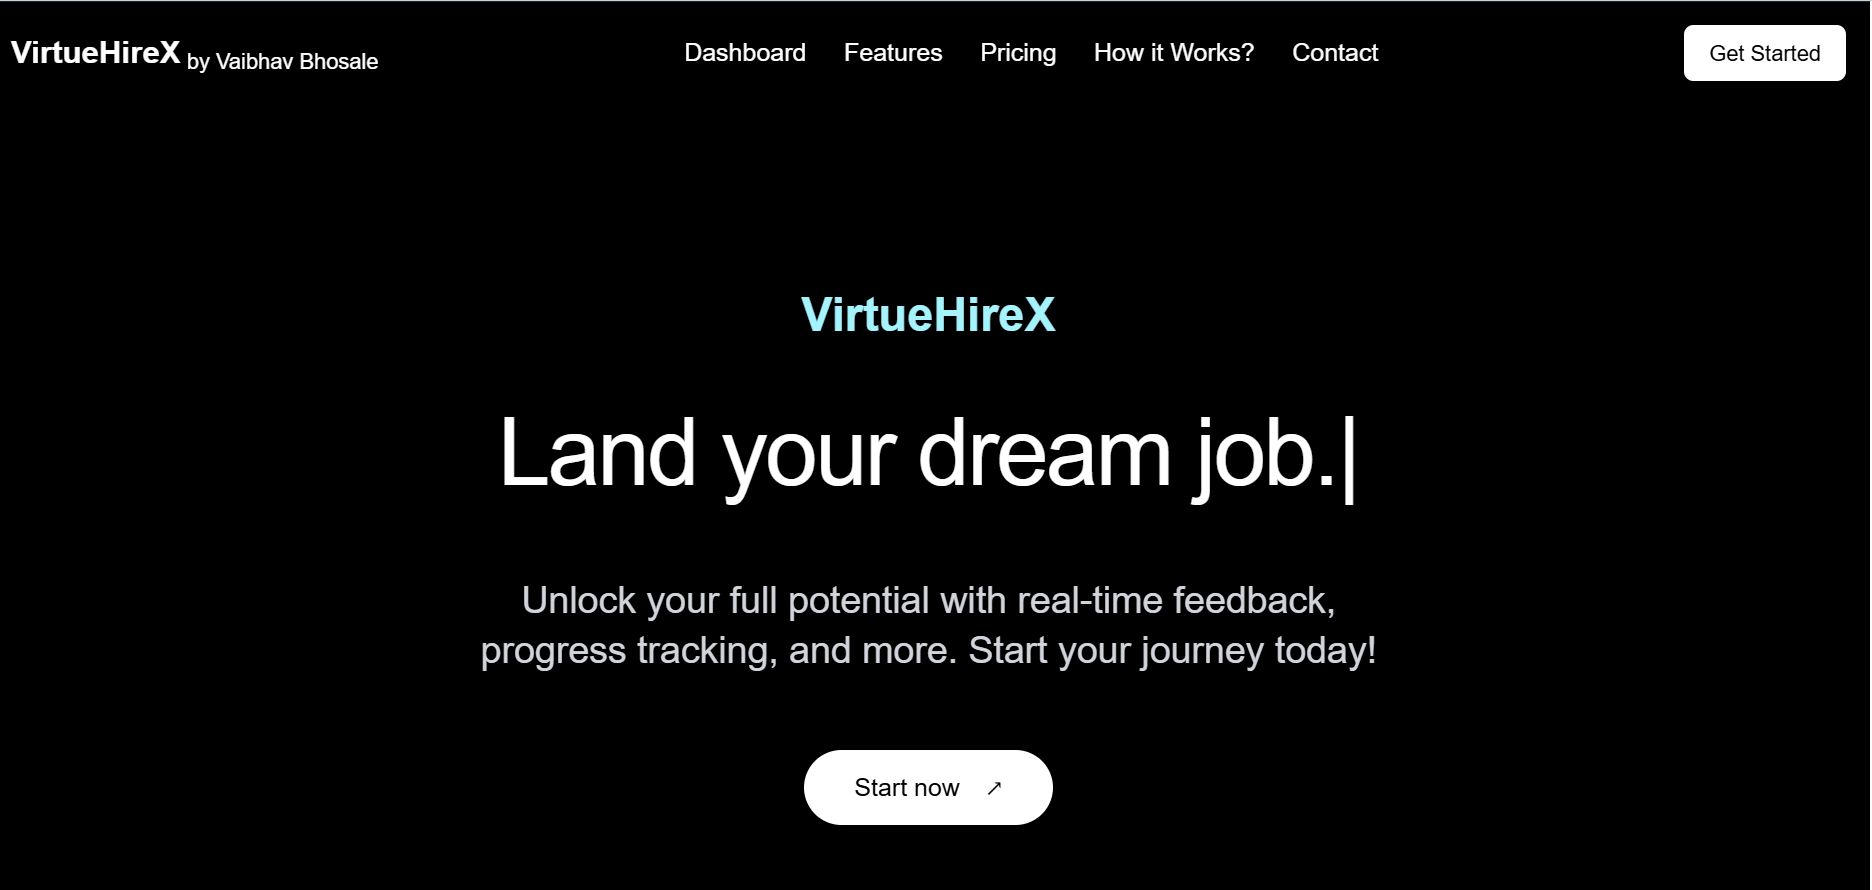 VirtueHireX by Vaibhav Bhosale
Dashboard
Features
Pricing
How it Works?
Contact
Get Started
VirtueHireX
Land your dream job.|
Unlock your full potential with real-time feedback,
progress tracking, and more. Start your journey today!
Start now ↗